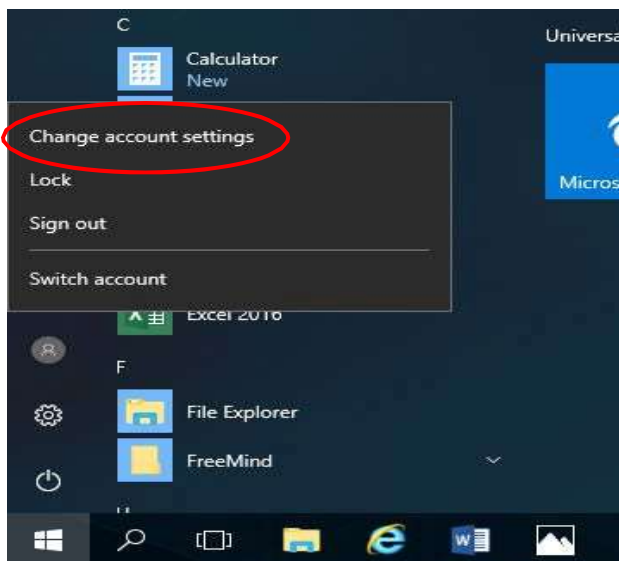 C
Calculator
New
Universa
Change account settings
Lock
Sign out
Switch account
Micros
Excel 2016
F
File Explorer
FreeMind